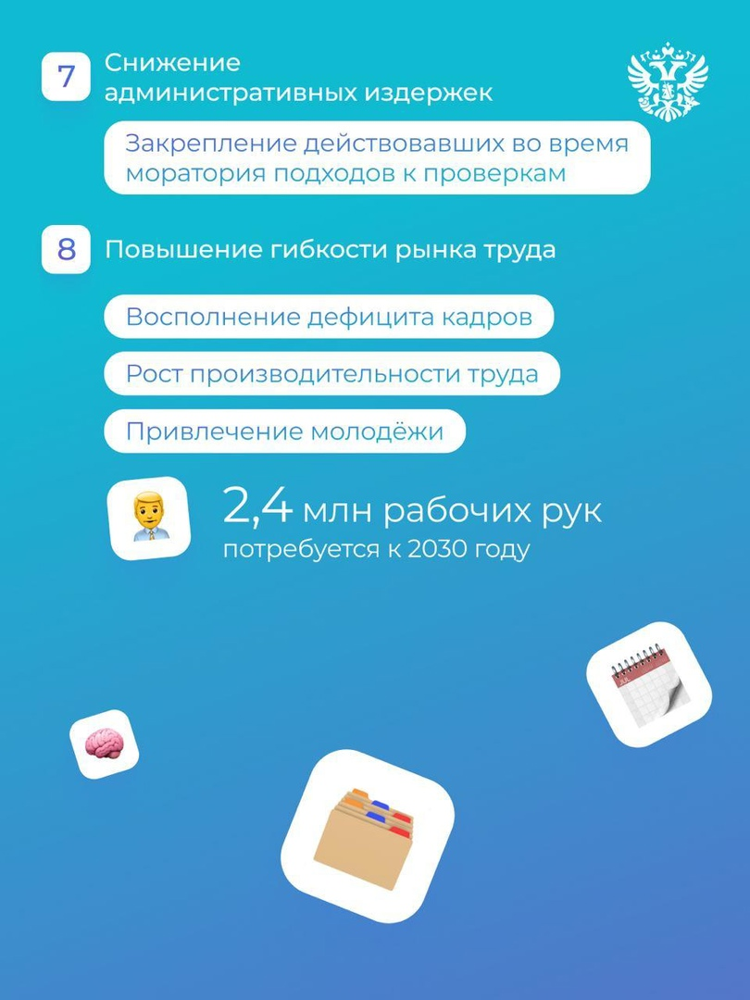 7
Снижение
административных издержек
Закрепление действовавших во время
моратория подходов к проверкам
8
Повышение гибкости рынка труда
Восполнение дефицита кадров
Рост производительности труда
Привлечение молодёжи
2,4 млн рабочих рук
потребуется к 2030 году
JUL